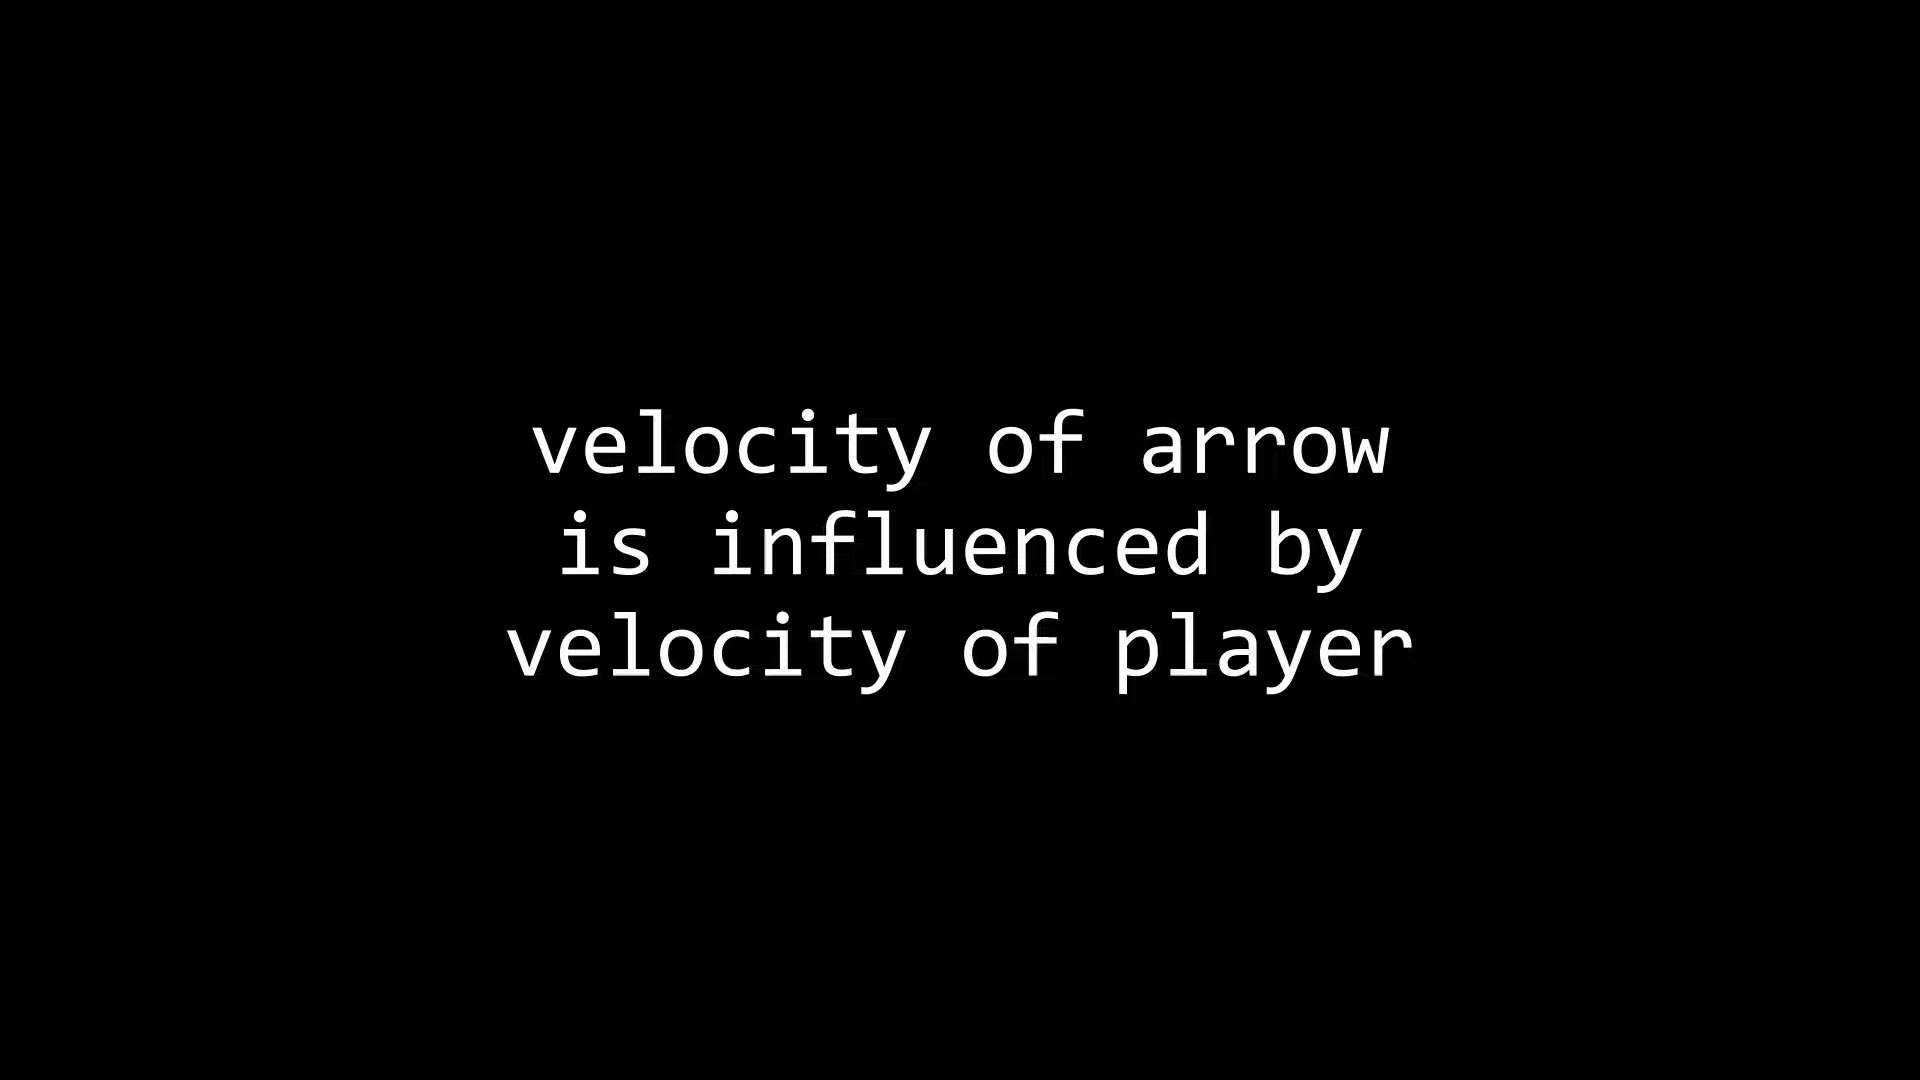 velocity of arrow
is influenced by
velocity of player